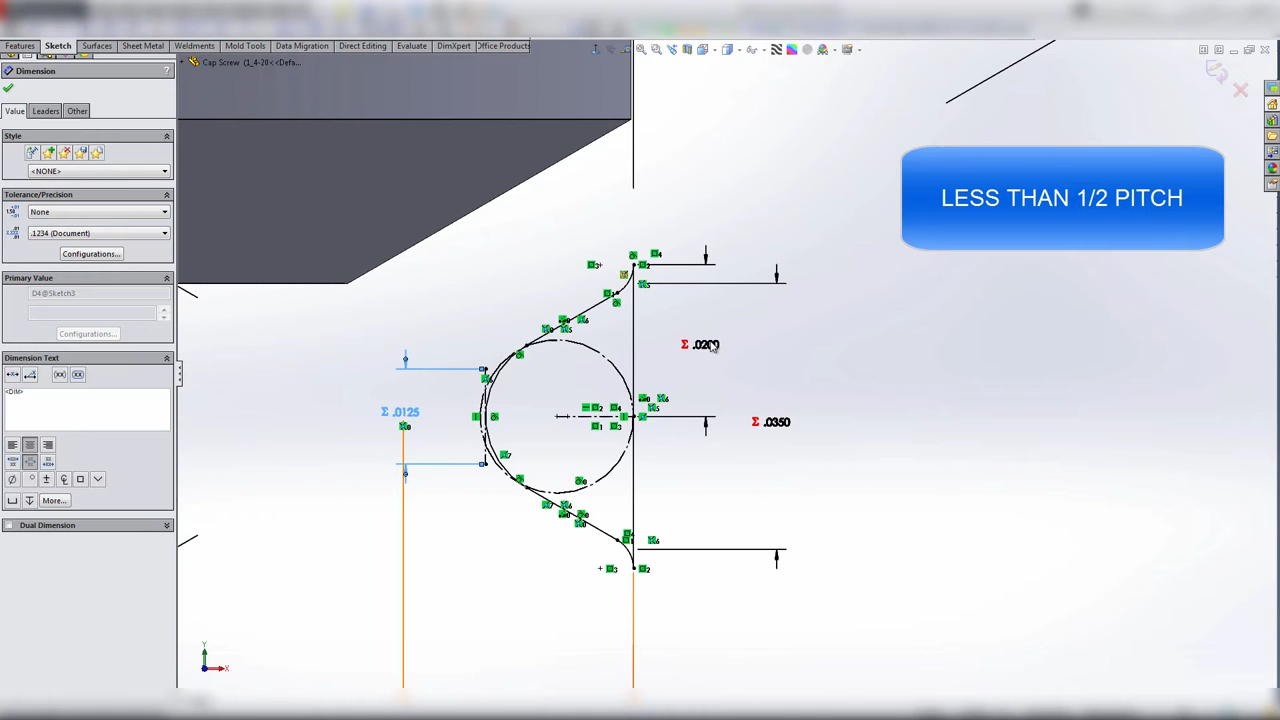 Features Sketch Surfaces Sheet Metal Weldments Mold Tools Data Migration Direct Editing Evaluate DimXpert Office Products
Cap Screw (1_4-20<<Defa...
Dimension ?
Value Leaders Other
LESS THAN 1/2 PITCH
Style
<NONE>
Tolerance/Precision
None
.1234 (Document)
Configurations...
Primary Value
D4@Sketch3
Configurations...
Σ .0200
Dimension Text
<DIM>
Σ .0125
Σ .0350
More...
Dual Dimension
Y
X